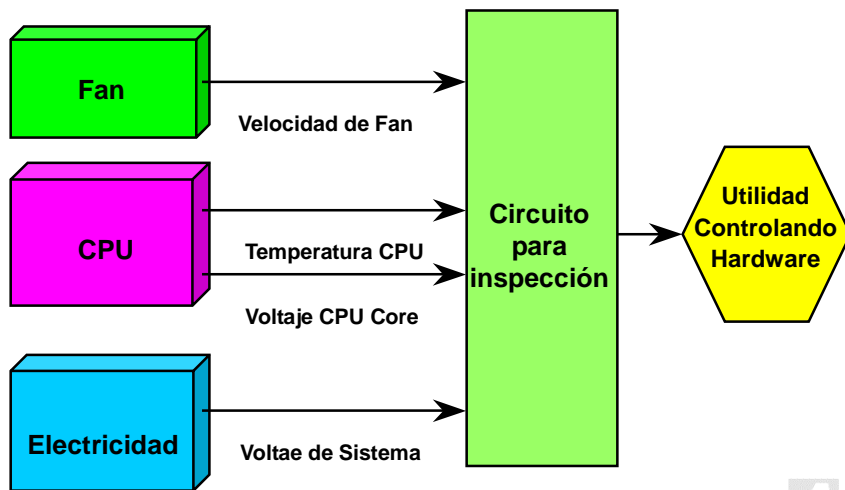 Fan
Velocidad de Fan
CPU
Temperatura CPU
Voltaje CPU Core
Electricidad
Voltae de Sistema
Circuito
para
inspección
Utilidad
Controlando
Hardware